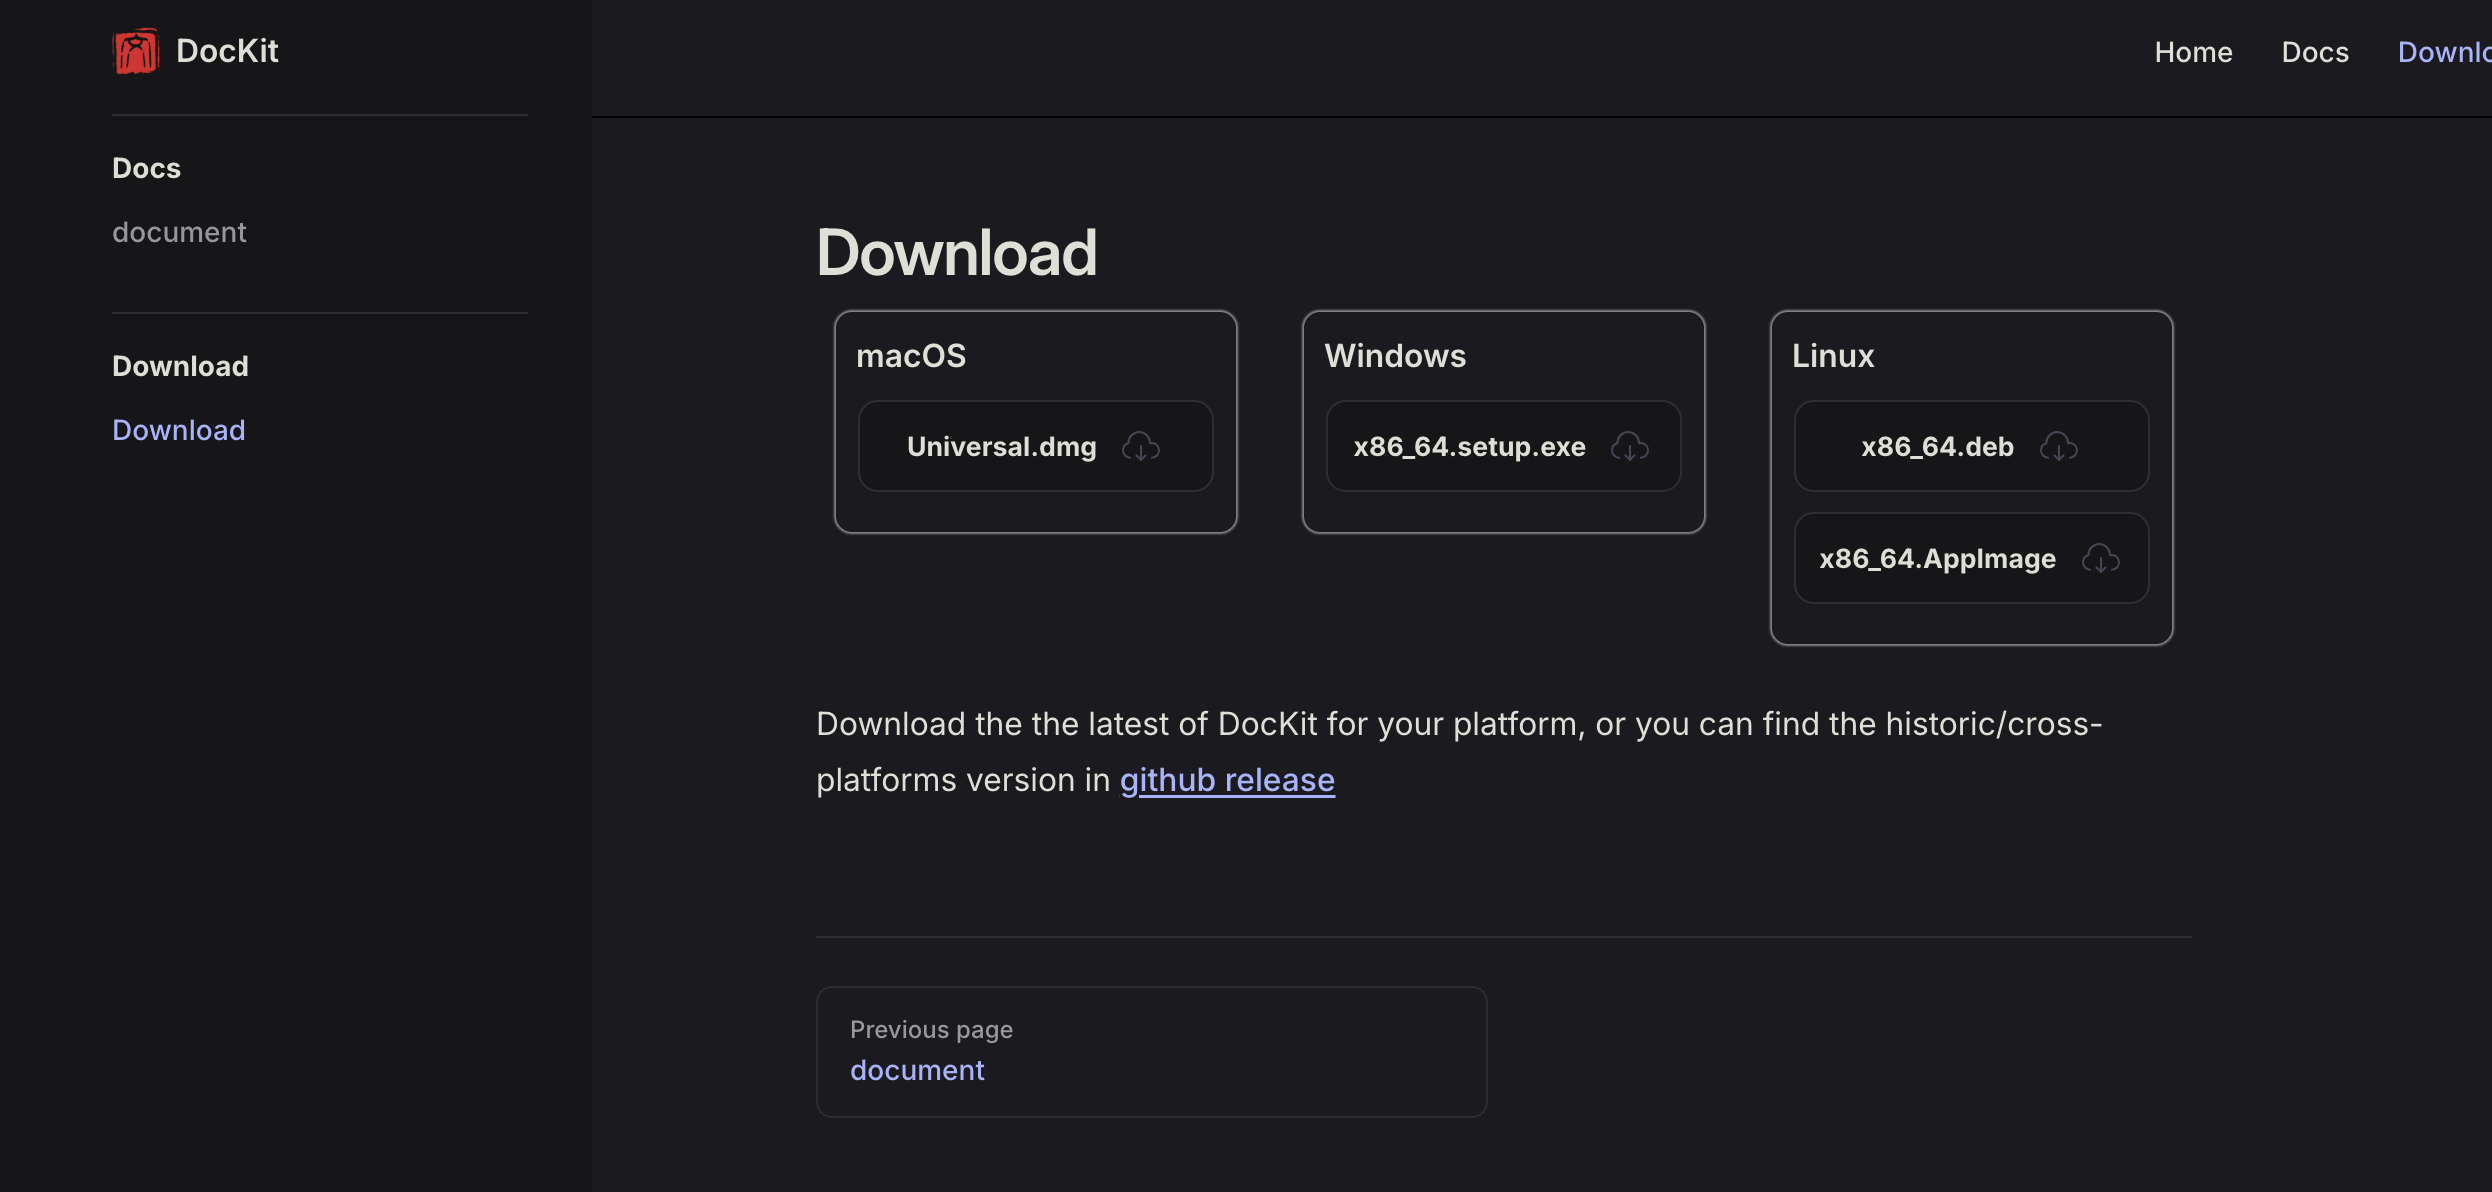 DocKit
Home Docs
Docs
document
Download
Download
Download
macOS
Universal.dmg
Windows
x86_64.setup.exe
Linux
x86_64.deb
x86_64.AppImage
Download the the latest of DocKit for your platform, or you can find the historic/cross-
platforms version in github release
Previous page
document